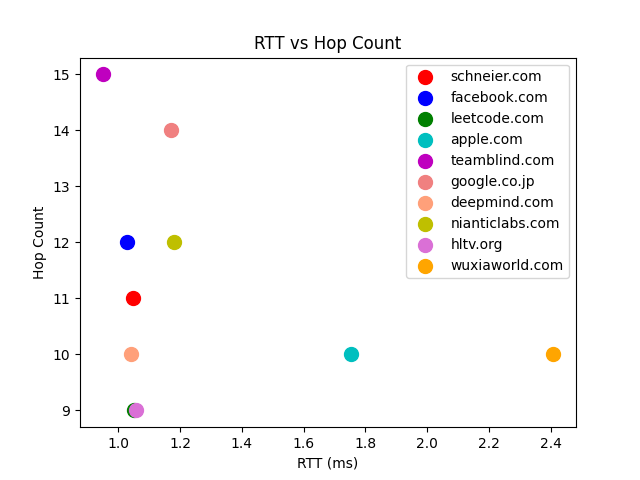 RTT vs Hop Count
15
14
13
12
11
10
9
Hop Count
schneier.com
facebook.com
leetcode.com
apple.com
teamblind.com
google.co.jp
deepmind.com
nianticlabs.com
hltv.org
wuxiaworld.com
1.0 1.2 1.4 1.6 1.8 2.0 2.2 2.4
RTT (ms)